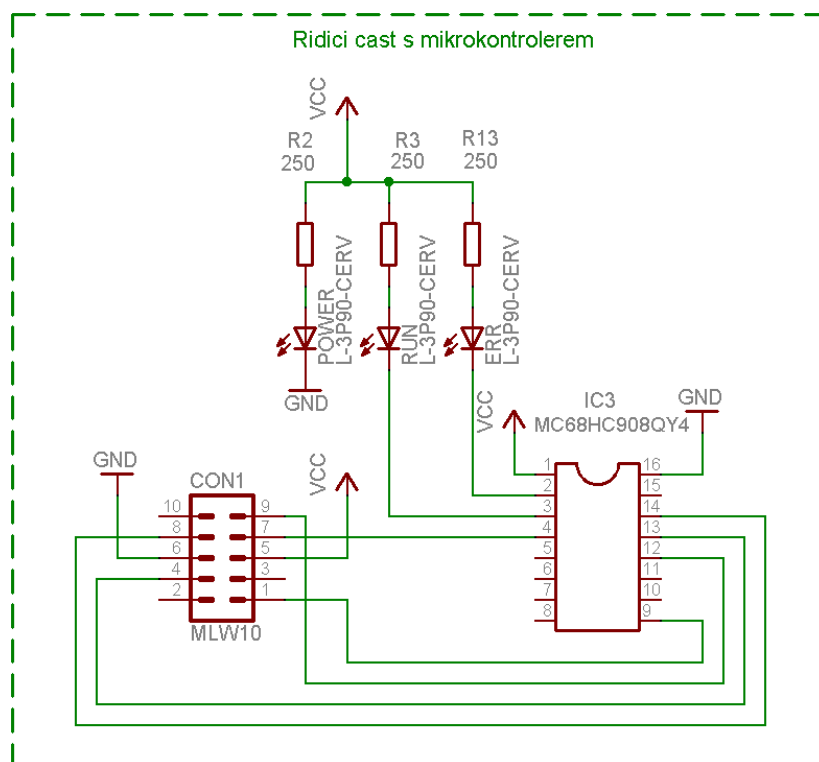 Ridici cast s mikrokontrolerem
VCC
R2
250
R3
250
R13
250
POWER
L-3P90-CERV
RUN
L-3P90-CERV
ERR
L-3P90-CERV
GND
VCC
IC3
MC68HC908QY4
GND
1
2
3
4
5
6
7
8
16
15
14
13
12
11
10
9
GND
CON1
VCC
10
8
6
4
2
9
7
5
3
1
MLW10